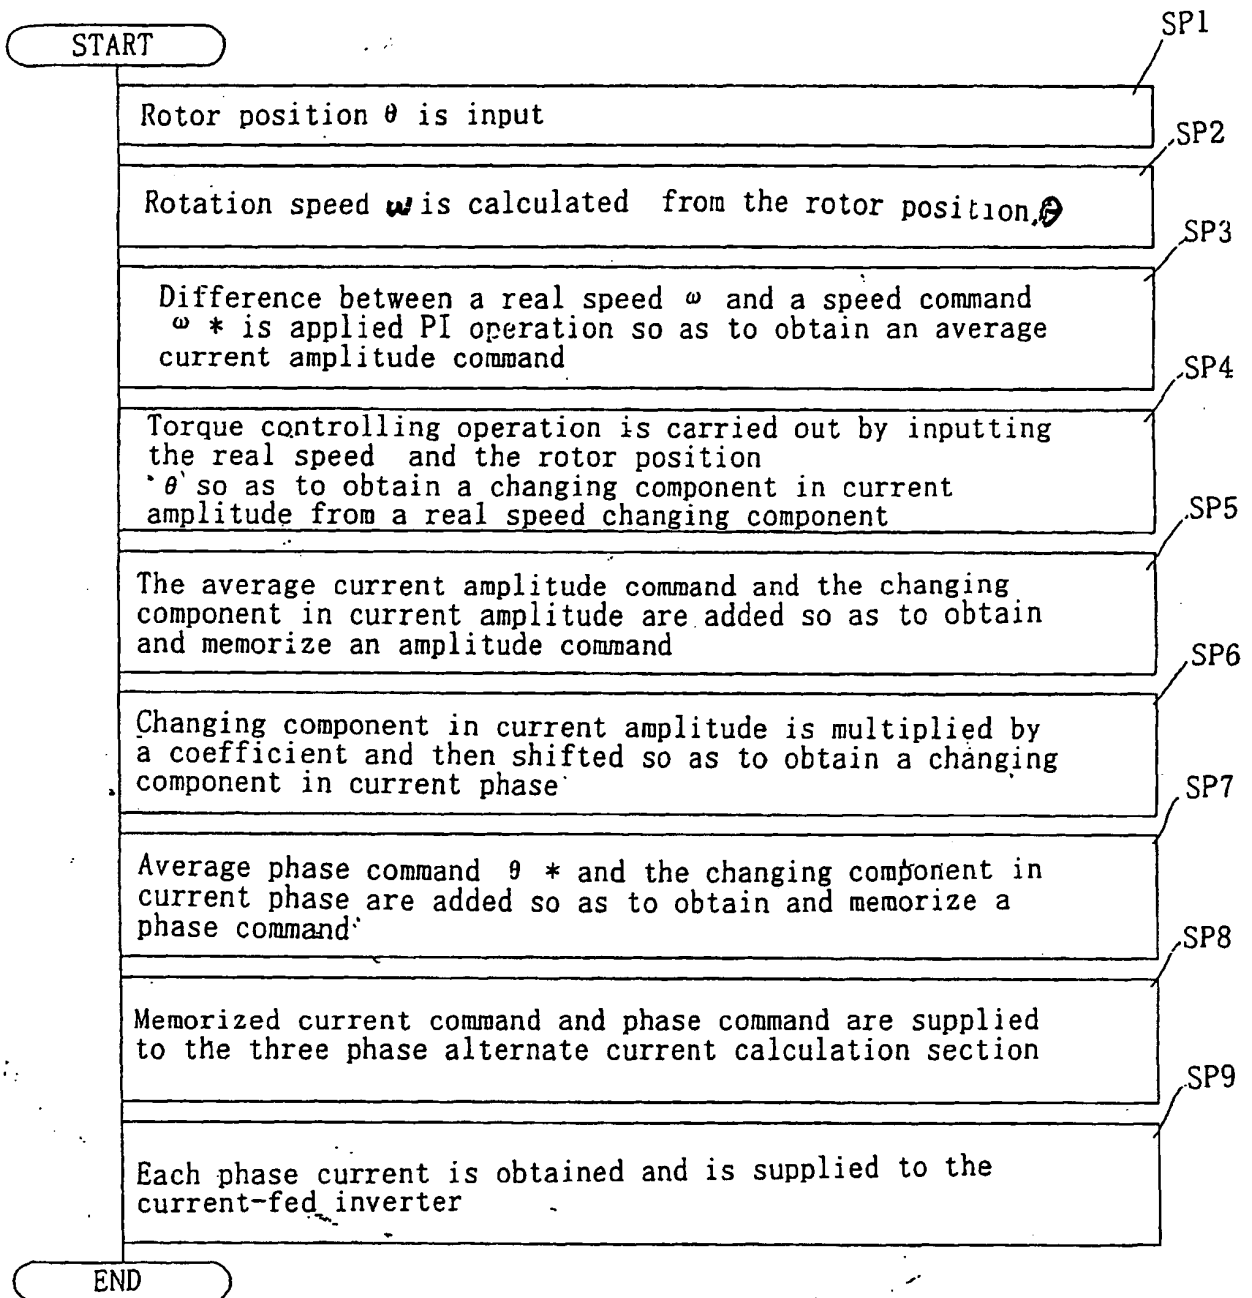 START
SP1
Rotor position θ is input
SP2
Rotation speed ω is calculated from the rotor position θ
SP3
Difference between a real speed ω and a speed command
ω * is applied PI operation so as to obtain an average
current amplitude command
SP4
Torque controlling operation is carried out by inputting
the real speed and the rotor position
θ so as to obtain a changing component in current
amplitude from a real speed changing component
SP5
The average current amplitude command and the changing
component in current amplitude are added so as to obtain
and memorize an amplitude command
SP6
Changing component in current amplitude is multiplied by
a coefficient and then shifted so as to obtain a changing
component in current phase
SP7
Average phase command θ * and the changing component in
current phase are added so as to obtain and memorize a
phase command
SP8
Memorized current command and phase command are supplied
to the three phase alternate current calculation section
SP9
Each phase current is obtained and is supplied to the
current-fed inverter
END